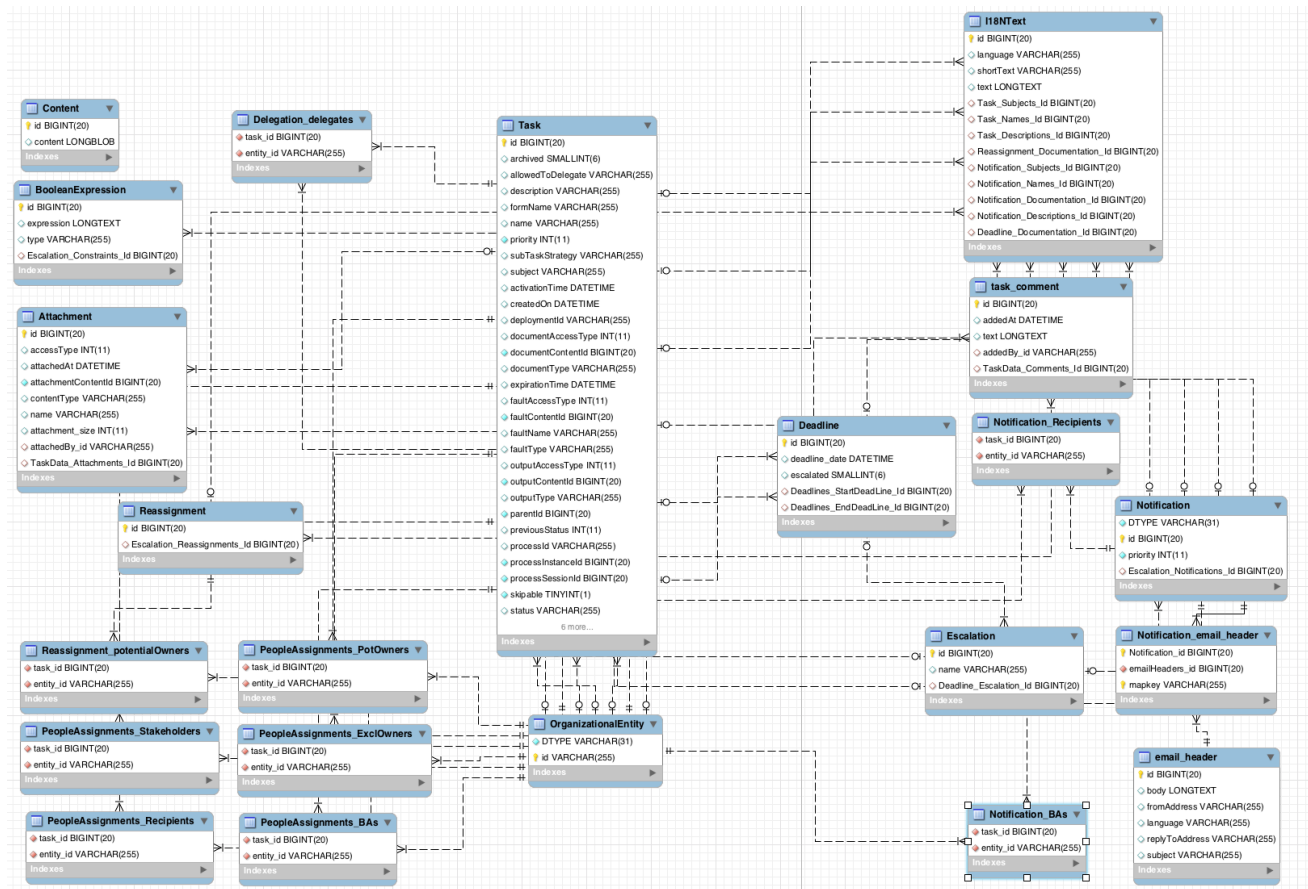 Content
id BIGINT(20)
content LONGBLOB
Indexes
BooleanExpression
id BIGINT(20)
expression LONGTEXT
type VARCHAR(255)
Escalation_Constraints_Id BIGINT(20)
Indexes
Attachment
id BIGINT(20)
accessType INT(11)
attachedAt DATETIME
attachmentContentId BIGINT(20)
contentType VARCHAR(255)
name VARCHAR(255)
attachment_size INT(11)
attachedBy_id VARCHAR(255)
TaskData_Attachments_Id BIGINT(20)
Indexes
Delegation_delegates
task_id BIGINT(20)
entity_id VARCHAR(255)
Indexes
Reassignment
id BIGINT(20)
Escalation_Reassignments_Id BIGINT(20)
Indexes
Reassignment_potentialOwners
task_id BIGINT(20)
entity_id VARCHAR(255)
Indexes
PeopleAssignments_Stakeholders
task_id BIGINT(20)
entity_id VARCHAR(255)
Indexes
PeopleAssignments_Recipients
task_id BIGINT(20)
entity_id VARCHAR(255)
Indexes
PeopleAssignments_PotOwners
task_id BIGINT(20)
entity_id VARCHAR(255)
Indexes
PeopleAssignments_ExclOwners
task_id BIGINT(20)
entity_id VARCHAR(255)
Indexes
PeopleAssignments_BAs
task_id BIGINT(20)
entity_id VARCHAR(255)
Indexes
Task
id BIGINT(20)
archived SMALLINT(6)
allowedToDelegate VARCHAR(255)
description VARCHAR(255)
formName VARCHAR(255)
name VARCHAR(255)
priority INT(11)
subTaskStrategy VARCHAR(255)
subject VARCHAR(255)
activationTime DATETIME
createdOn DATETIME
deploymentId VARCHAR(255)
documentAccessType INT(11)
documentContentId BIGINT(20)
documentType VARCHAR(255)
expirationTime DATETIME
faultAccessType INT(11)
faultContentId BIGINT(20)
faultName VARCHAR(255)
faultType VARCHAR(255)
outputAccessType INT(11)
outputContentId BIGINT(20)
outputType VARCHAR(255)
parentId BIGINT(20)
previousStatus INT(11)
processId VARCHAR(255)
processInstanceId BIGINT(20)
processSessionId BIGINT(20)
skipable TINYINT(1)
status VARCHAR(255)
6 more...
Indexes
OrganizationalEntity
DTYPE VARCHAR(31)
id VARCHAR(255)
Indexes
Deadline
id BIGINT(20)
deadline_date DATETIME
escalated SMALLINT(6)
Deadlines_StartDeadLine_Id BIGINT(20)
Deadlines_EndDeadLine_Id BIGINT(20)
Indexes
I18NText
id BIGINT(20)
language VARCHAR(255)
shortText VARCHAR(255)
text LONGTEXT
Task_Subjects_Id BIGINT(20)
Task_Names_Id BIGINT(20)
Task_Descriptions_Id BIGINT(20)
Reassignment_Documentation_Id BIGINT(20)
Notification_Subjects_Id BIGINT(20)
Notification_Names_Id BIGINT(20)
Notification_Documentation_Id BIGINT(20)
Notification_Descriptions_Id BIGINT(20)
Deadline_Documentation_Id BIGINT(20)
Indexes
task_comment
id BIGINT(20)
addedAt DATETIME
text LONGTEXT
addedBy_id VARCHAR(255)
TaskData_Comments_Id BIGINT(20)
Indexes
Notification_Recipients
task_id BIGINT(20)
entity_id VARCHAR(255)
Indexes
Notification
DTYPE VARCHAR(31)
id BIGINT(20)
priority INT(11)
Escalation_Notifications_Id BIGINT(20)
Indexes
Escalation
id BIGINT(20)
name VARCHAR(255)
Deadline_Escalation_Id BIGINT(20)
Indexes
Notification_email_header
Notification_id BIGINT(20)
emailHeaders_id BIGINT(20)
mapkey VARCHAR(255)
Indexes
email_header
id BIGINT(20)
body LONGTEXT
fromAddress VARCHAR(255)
language VARCHAR(255)
replyToAddress VARCHAR(255)
subject VARCHAR(255)
Indexes
Notification_BAs
task_id BIGINT(20)
entity_id VARCHAR(255)
Indexes